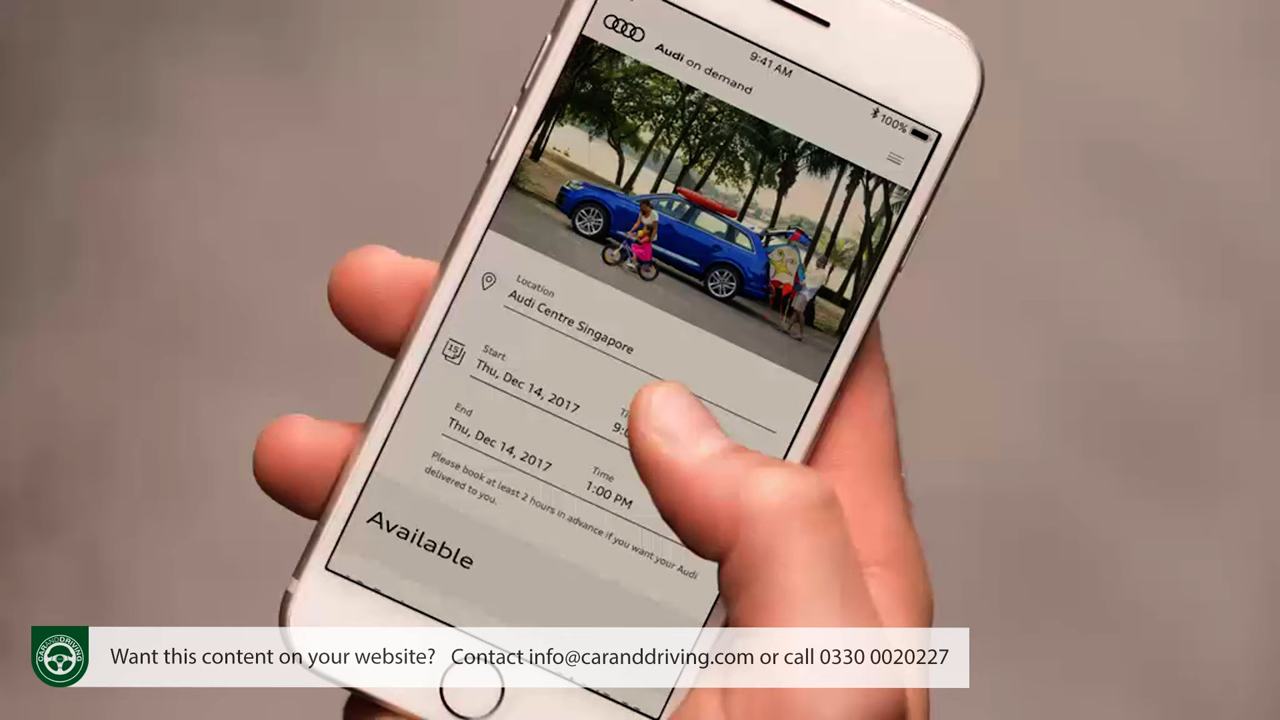 9:41 AM
100%
Audi on demand
Location
Audi Centre Singapore
15
Start
Thu, Dec 14, 2017
End
Thu, Dec 14, 2017
Time
1:00 PM
Please book at least 2 hours in advance if you want your Audi
delivered to you.
Available
CARANDDRIVING
Want this content on your website? Contact info@caranddriving.com or call 0330 0020227